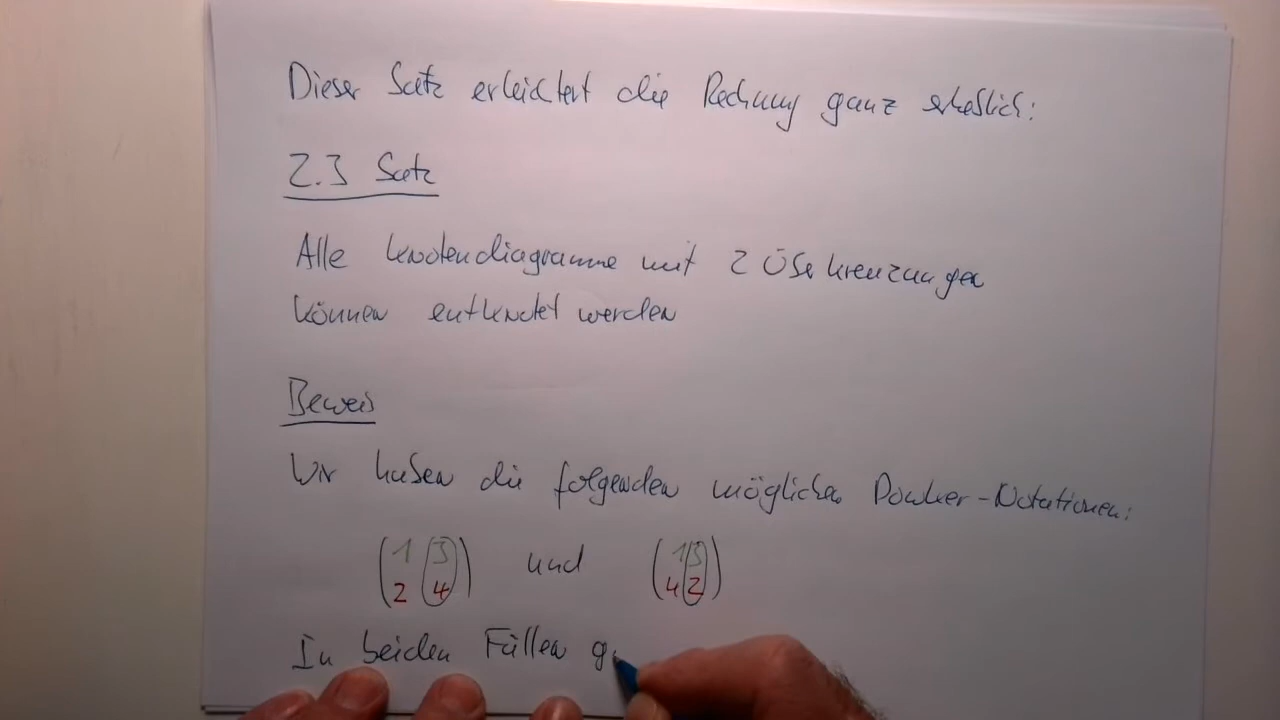 Dieser Satz erleichtert die Rechnung ganz erheblich:
2.3 Satz
Alle Knotendiagramme mit 2 Überkreuzungen
können entknotet werden
Beweis
Wir haben die folgenden möglichen Dowker-Notationen:
(1 3) und (1 3)
(2 4) (4 2)
In beiden Fällen g